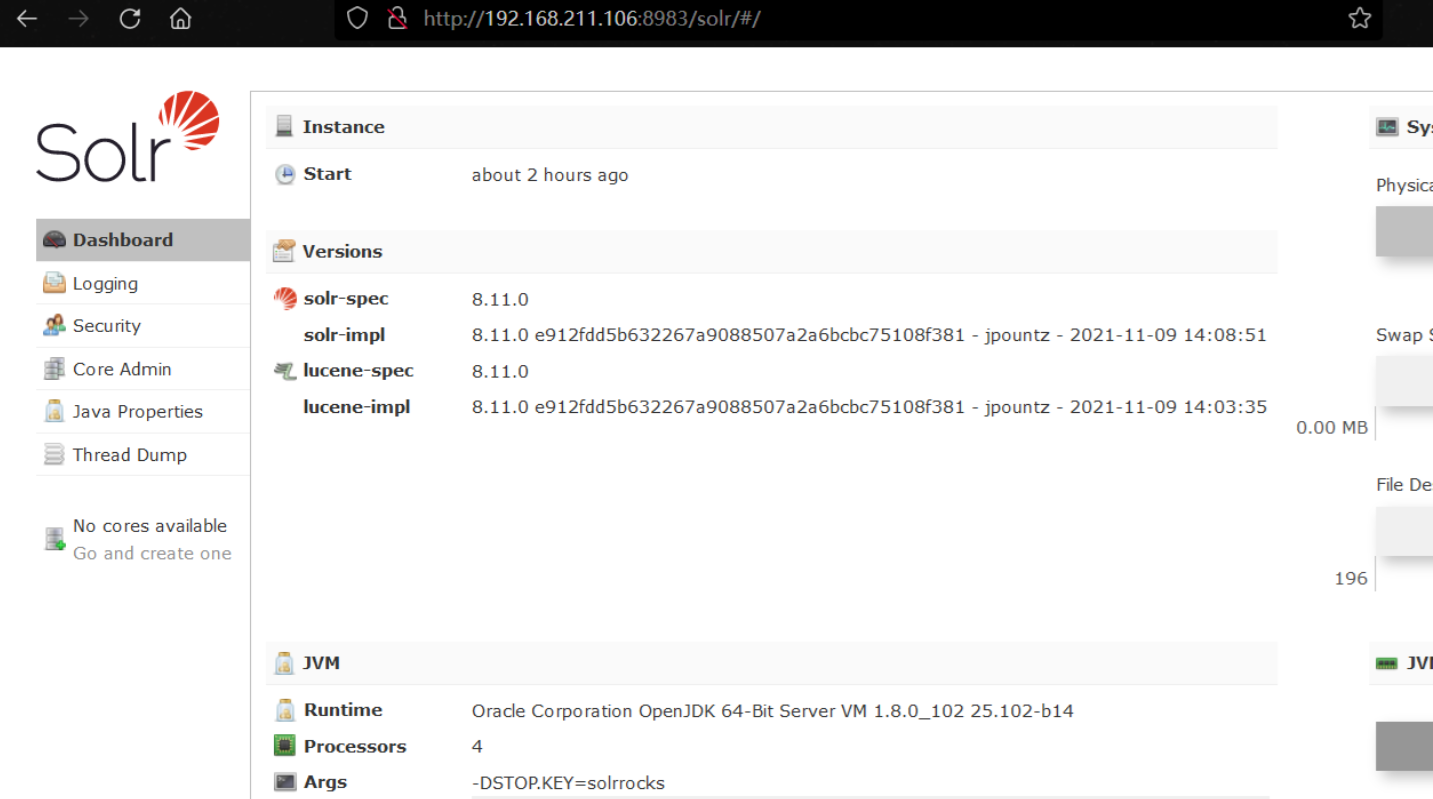 http://192.168.211.106:8983/solr/#/
Solr
Dashboard
Logging
Security
Core Admin
Java Properties
Thread Dump
No cores available
Go and create one
Instance
Start about 2 hours ago
Versions
solr-spec 8.11.0
solr-impl 8.11.0 e912fdd5b632267a9088507a2a6bcbc75108f381 - jpountz - 2021-11-09 14:08:51
lucene-spec 8.11.0
lucene-impl 8.11.0 e912fdd5b632267a9088507a2a6bcbc75108f381 - jpountz - 2021-11-09 14:03:35
JVM
Runtime Oracle Corporation OpenJDK 64-Bit Server VM 1.8.0_102 25.102-b14
Processors 4
Args -DSTOP.KEY=solrrocks
Swap
0.00 MB
File
196